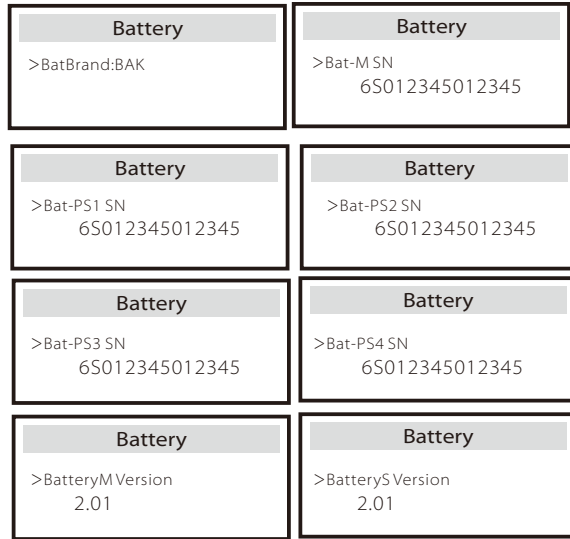 Battery
>BatBrand:BAK
Battery
>Bat-M SN
6S012345012345
Battery
>Bat-PS1 SN
6S012345012345
Battery
>Bat-PS2 SN
6S012345012345
Battery
>Bat-PS3 SN
6S012345012345
Battery
>Bat-PS4 SN
6S012345012345
Battery
>BatteryM Version
2.01
Battery
>BatteryS Version
2.01